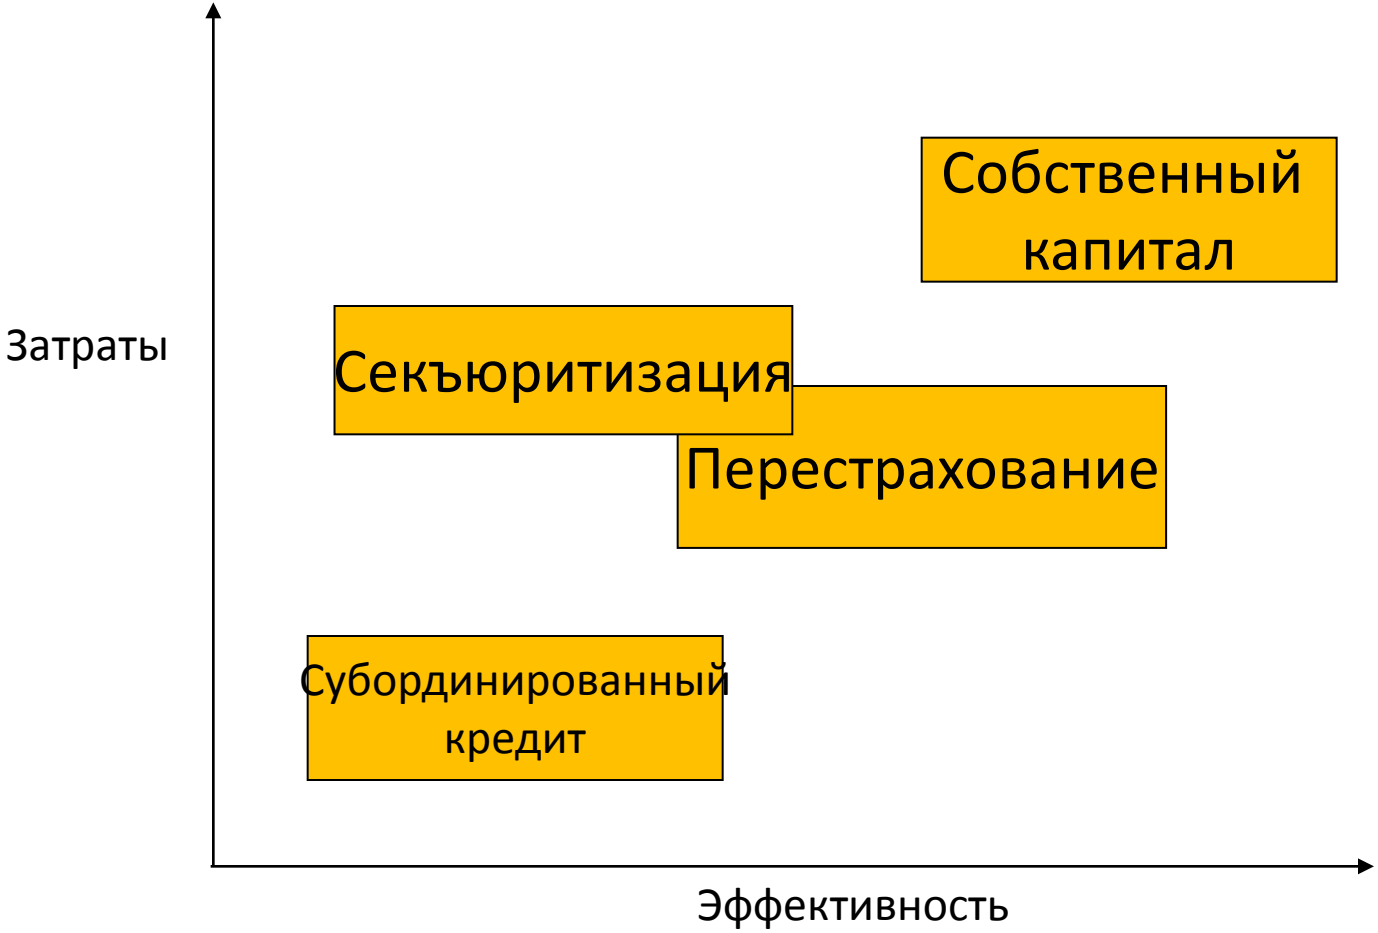 Собственный
капитал
Затраты
Секъюритизация
Перестрахование
Субординированный
кредит
Эффективность